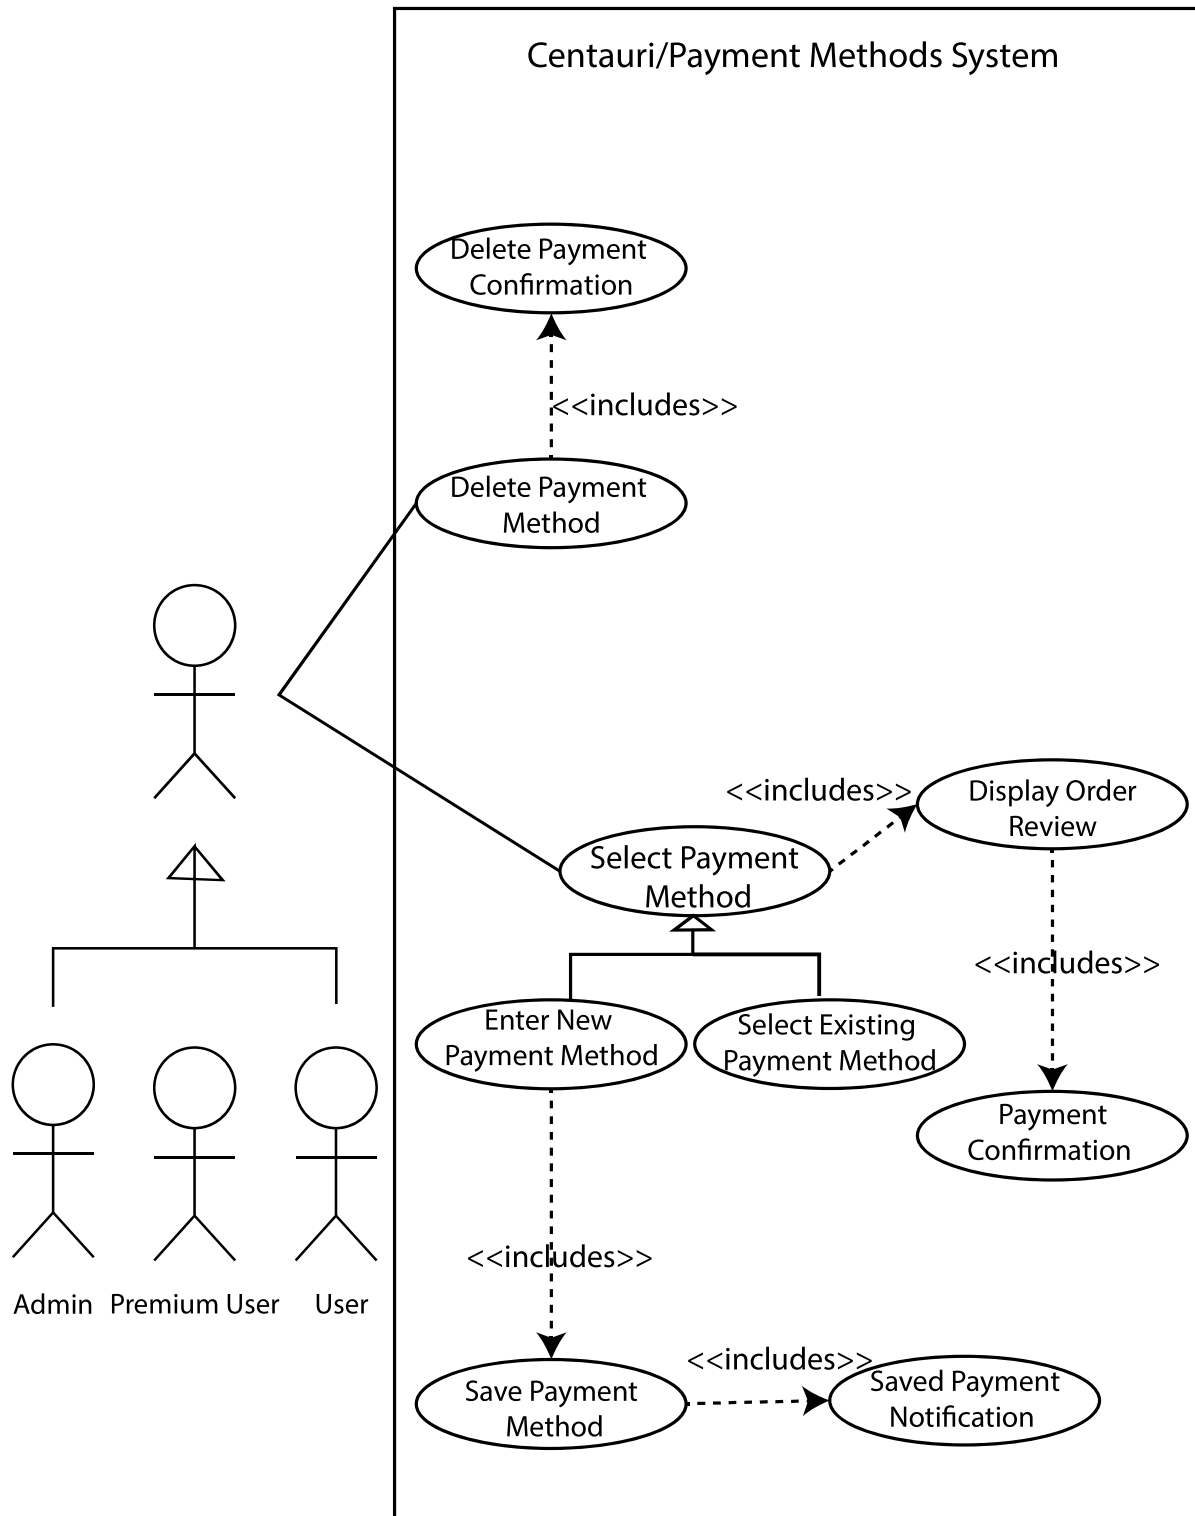 Centauri/Payment Methods System
Delete Payment
Confirmation
<<includes>>
Delete Payment
Method
<<includes>>
Display Order
Review
Select Payment
Method
<<includes>>
Enter New
Payment Method
Select Existing
Payment Method
Payment
Confirmation
<<includes>>
Admin
Premium User
User
<<includes>>
Save Payment
Method
Saved Payment
Notification